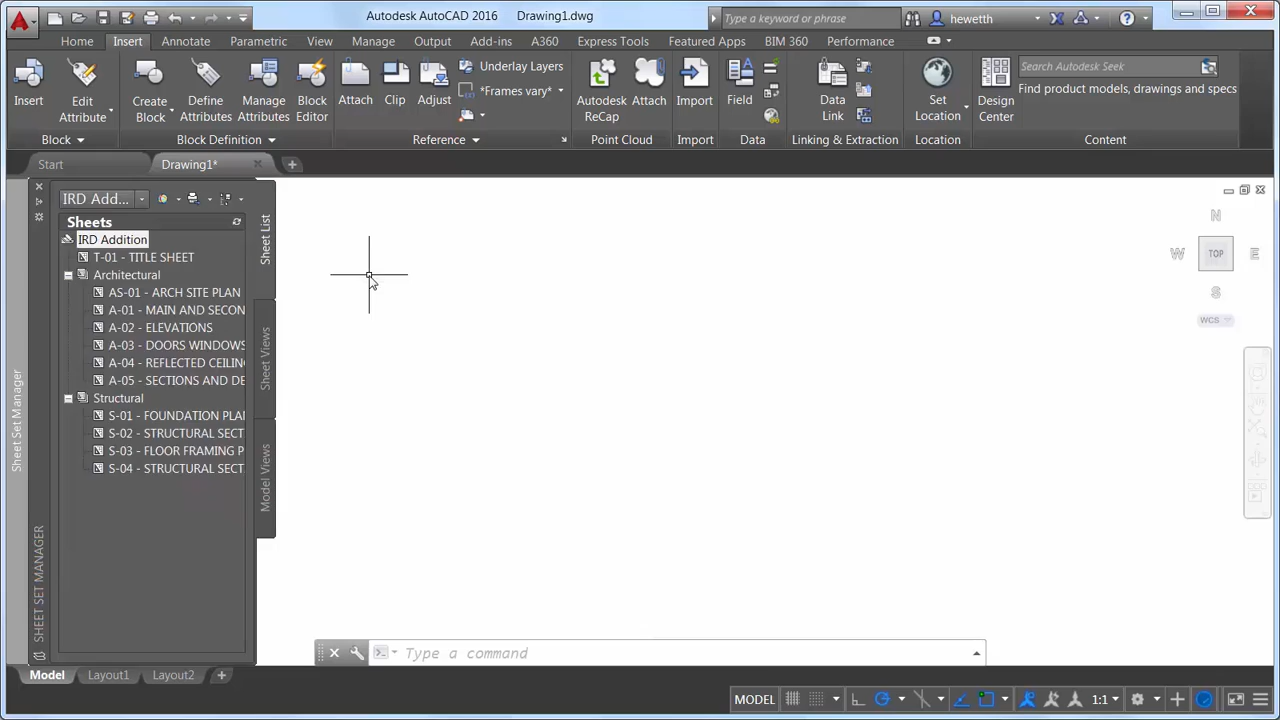 Autodesk AutoCAD 2016 Drawing1.dwg
Type a keyword or phrase
hewetth
Home Insert Annotate Parametric View Manage Output Add-ins A360 Express Tools Featured Apps BIM 360 Performance
Insert
Edit
Attribute
Create
Block
Define
Attributes
Manage
Attributes
Block
Editor
Attach
Clip
Adjust
Underlay Layers
*Frames vary*
Autodesk
ReCap
Attach
Import
Field
Data
Link
Set
Location
Design
Center
Search Autodesk Seek
Find product models, drawings and specs
Block Block Definition Reference Point Cloud Import Data Linking & Extraction Location Content
Start Drawing1*
IRD Add...
Sheets
IRD Addition
T-01 - TITLE SHEET
Architectural
AS-01 - ARCH SITE PLAN
A-01 - MAIN AND SECON
A-02 - ELEVATIONS
A-03 - DOORS WINDOWS
A-04 - REFLECTED CEILING
A-05 - SECTIONS AND DE
Structural
S-01 - FOUNDATION PLAN
S-02 - STRUCTURAL SECT
S-03 - FLOOR FRAMING P
S-04 - STRUCTURAL SECT
Sheet List
Sheet Views
Model Views
Sheet Set Manager
SHEET SET MANAGER
N
W TOP E
S
WCS
Type a command
Model Layout1 Layout2
MODEL 1:1